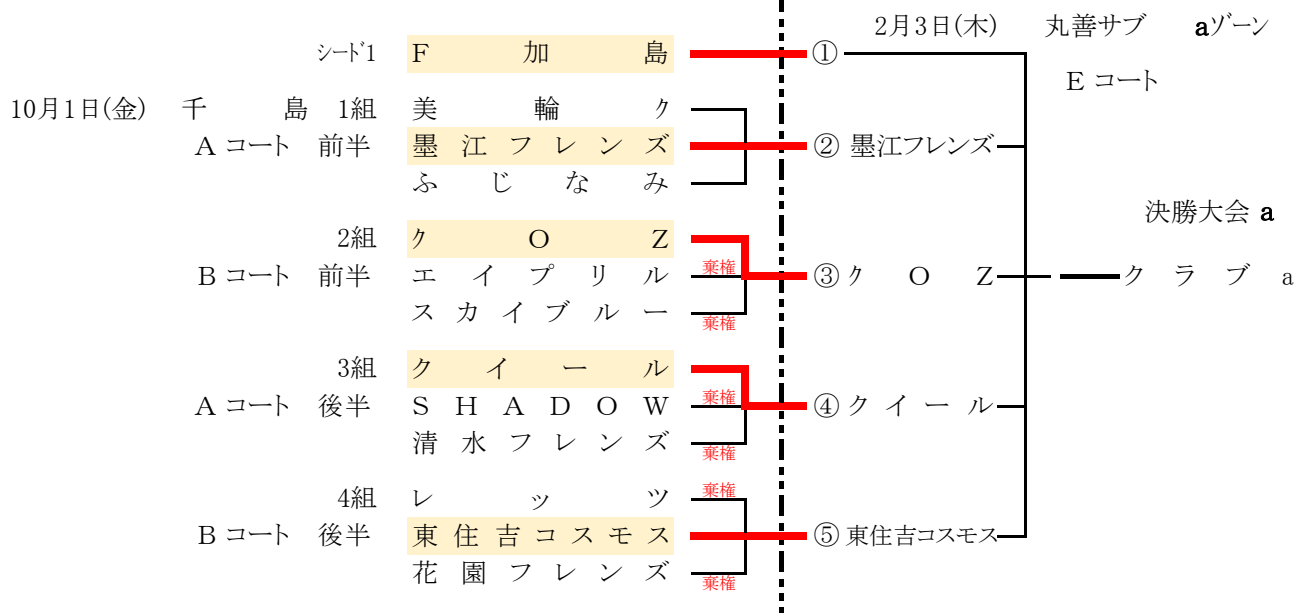 2月3日(木) 丸善サブ aゾーン
シード1 F加島 ①
Eコート
10月1日(金) 千島 1組 美輪ク
Aコート 前半 墨江フレンズ ② 墨江フレンズ
ふじなみ
決勝大会 a
2組 クOZ
Bコート 前半 エイプリル 棄権 ③ クOZ クラブa
スカイブルー 棄権
3組 クイール
Aコート 後半 SHADOW 棄権 ④ クイール
清水フレンズ 棄権
4組 レッツ 棄権
Bコート 後半 東住吉コスモス ⑤ 東住吉コスモス
花園フレンズ 棄権